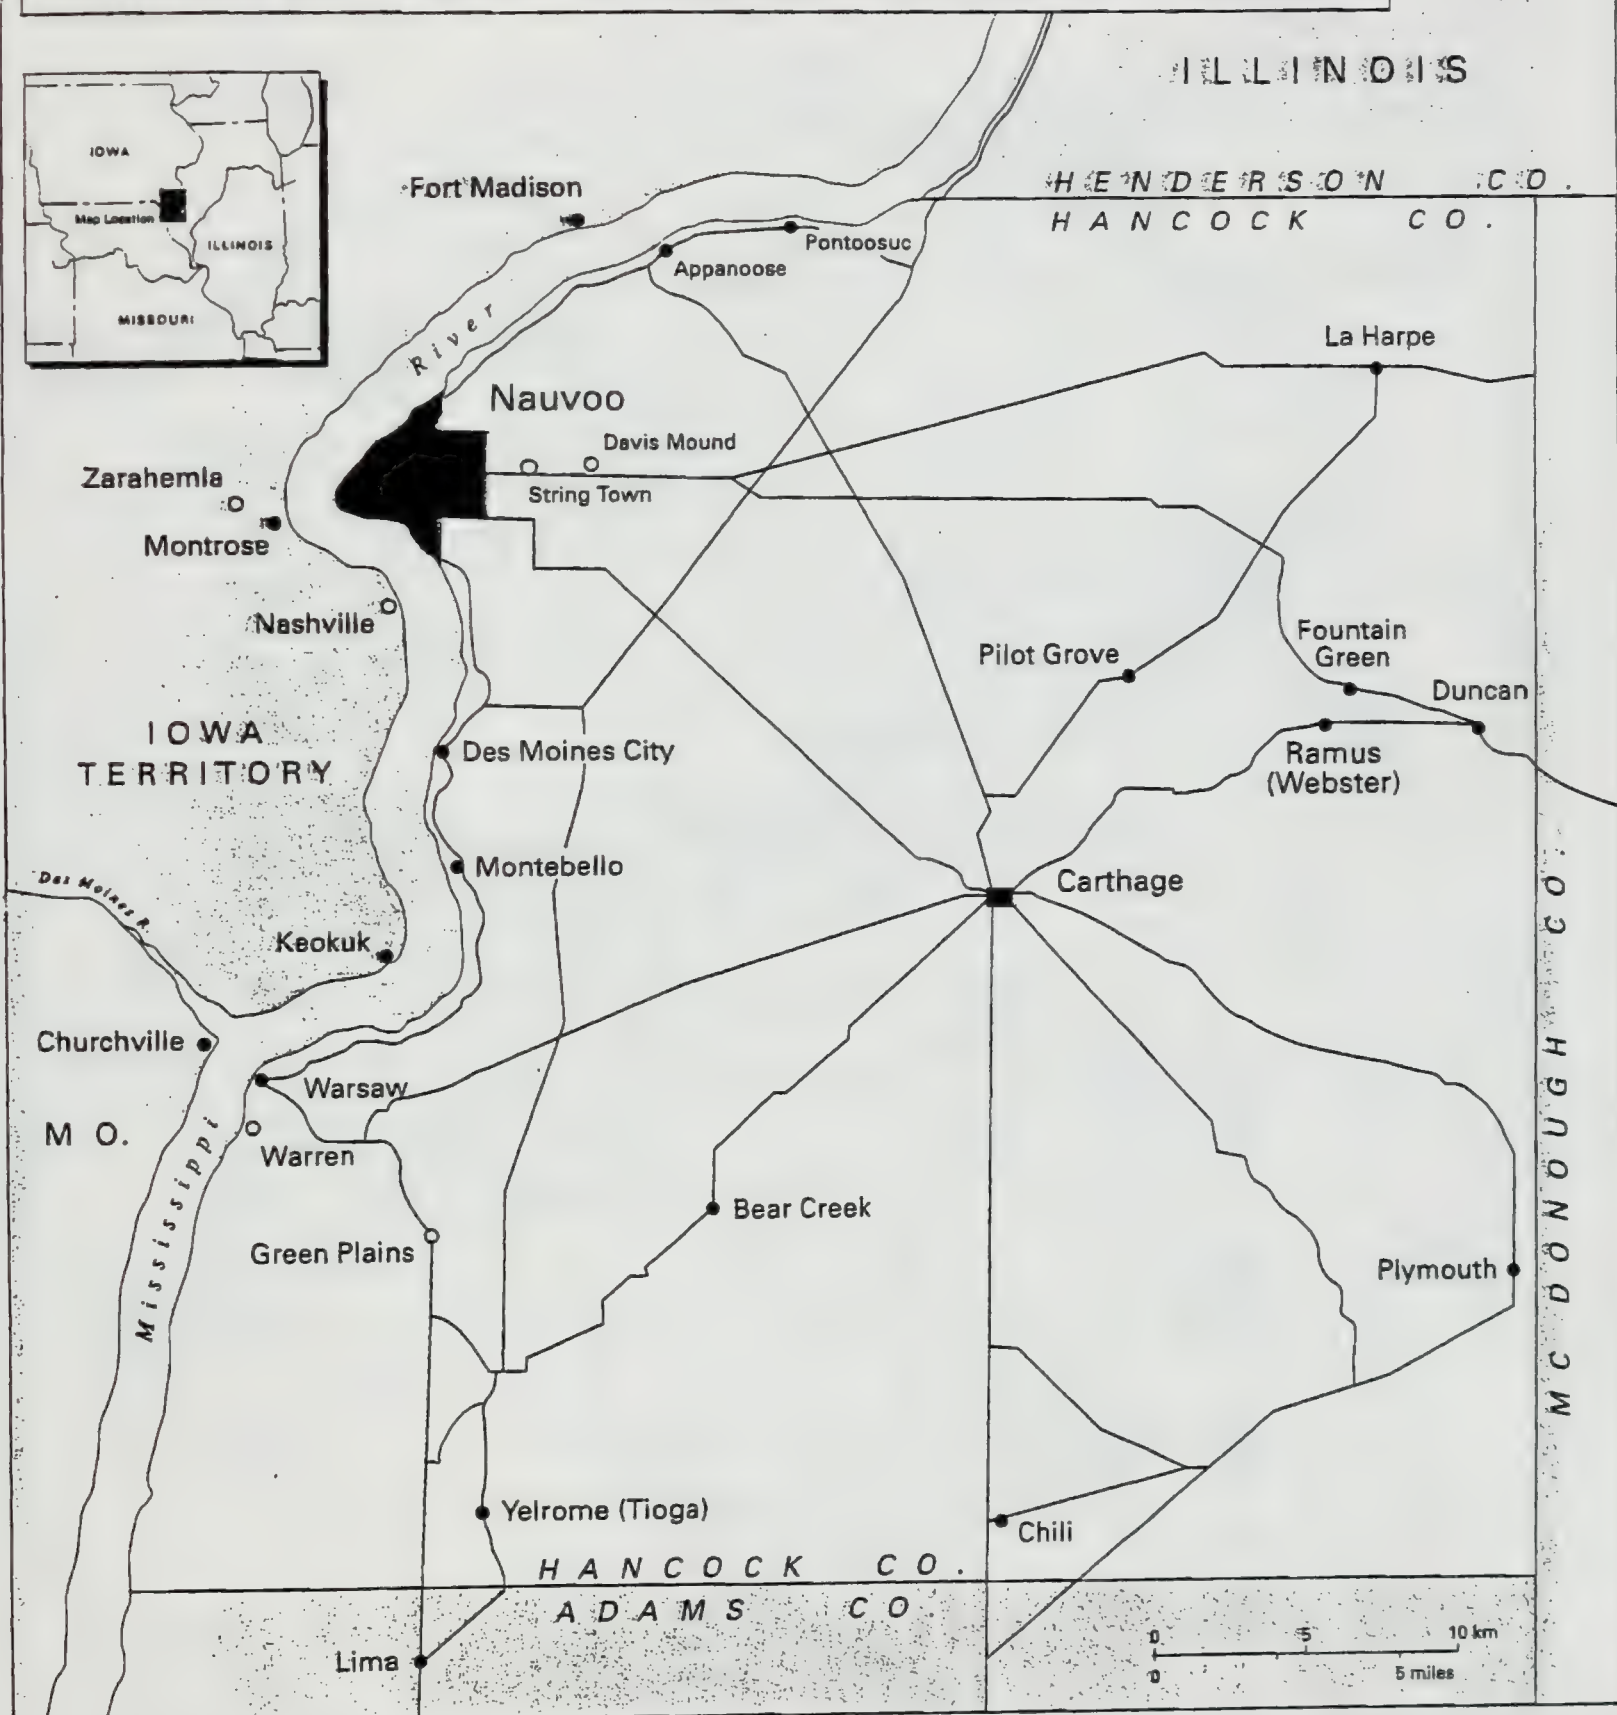 ILLINOIS
IOWA
Map Location
ILLINOIS
MISSOURI
Fort Madison
HENDERSON CO.
HANCOCK CO.
Pontoosuc
Appanoose
River
La Harpe
Nauvoo
Davis Mound
String Town
Zarahemla
Montrose
Nashville
Pilot Grove
Fountain
Green
Duncan
IOWA
TERRITORY
Des Moines City
Ramus
(Webster)
Montebello
Carthage
Des Moines R.
Keokuk
Churchville
Warsaw
MO.
Warren
Mississippi
MCDONOUGH CO.
Bear Creek
Green Plains
Plymouth
Yelrome (Tioga)
Chili
HANCOCK CO.
ADAMS CO.
Lima
0 5 10 km
0 5 miles